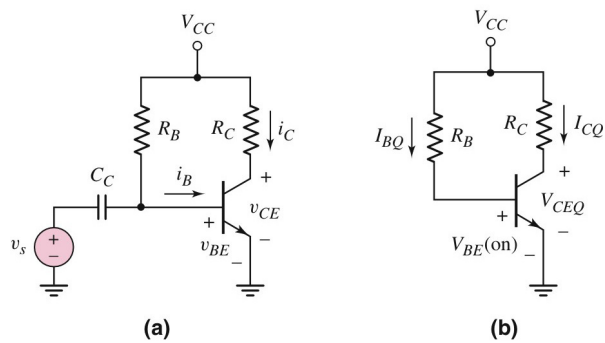 V_CC
R_B
R_C
i_C
C_C
i_B
+
v_CE
v_s
+
−
+
v_BE
−
−
(a)
V_CC
I_BQ
R_B
R_C
I_CQ
+
V_CEQ
+
−
V_BE(on)
−
(b)